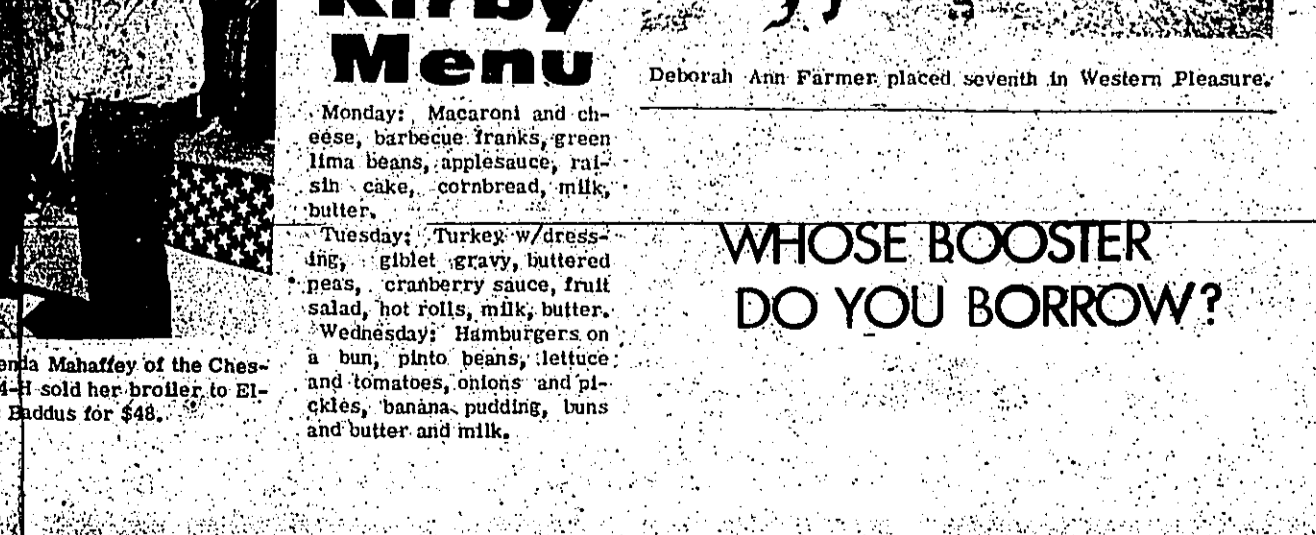 Kirby
Menu
Monday: Macaroni and ch-
eese, barbecue franks, green
lima beans, applesauce, rai-
sin cake, cornbread, milk,
butter.
Tuesday: Turkey w/dress-
ing, giblet gravy, buttered
peas, cranberry sauce, fruit
salad, hot rolls, milk, butter.
Wednesday: Hamburgers on
a bun, pinto beans, lettuce
and tomatoes, onions and pi-
ckles, banana pudding, buns
and butter and milk.
Deborah Ann Farmer placed seventh in Western Pleasure.
WHOSE BOOSTER
DO YOU BORROW?
enda Mahaffey of the Ches-
4-H sold her broiler to El-
Baddus for $48.